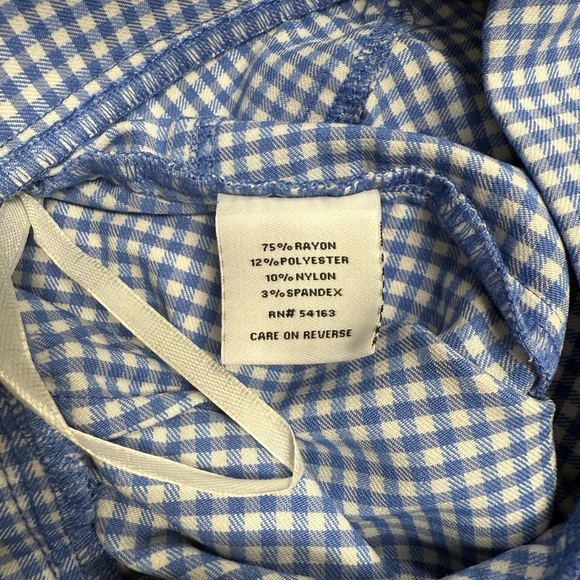 75%RAYON
12%POLYESTER
10%NYLON
3%SPANDEX
RN# 54163
CARE ON REVERSE